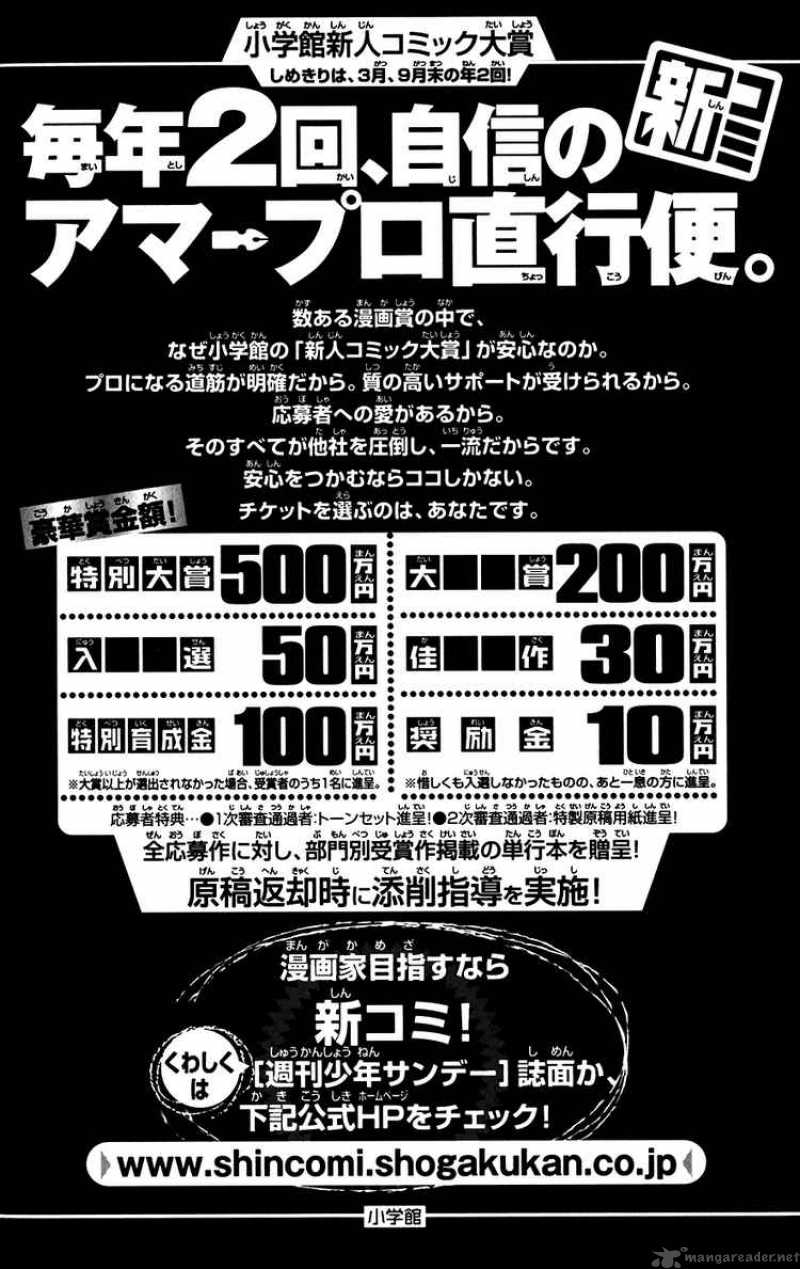 小学館新人コミック大賞
しめきりは、3月、9月末の年2回!
新コミ
毎年2回、自信の
アマープロ直行便。
数ある漫画賞の中で、
なぜ小学館の「新人コミック大賞」が安心なのか。
プロになる道筋が明確だから。質の高いサポートが受けられるから。
応募者への愛があるから。
そのすべてが他社を圧倒し、一流だからです。
安心をつかむならココしかない。
チケットを選ぶのは、あなたです。
豪華賞金額!
特別大賞 500万円
大■■賞 200万円
入■■選 50万円
佳■■作 30万円
特別育成金 100万円
※大賞以上が選出されなかった場合、受賞者のうち1名に進呈。
奨励金 10万円
※惜しくも入選しなかったものの、あと一息の方に進呈。
応募者特典…●1次審査通過者:トーンセット進呈!●2次審査通過者:特製原稿用紙進呈!
全応募作に対し、部門別受賞作掲載の単行本を贈呈!
原稿返却時に添削指導を実施!
漫画家目指すなら
新コミ!
くわしくは
[週刊少年サンデー]誌面か、
下記公式HPをチェック!
www.shincomi.shogakukan.co.jp
小学館
mangareader.net